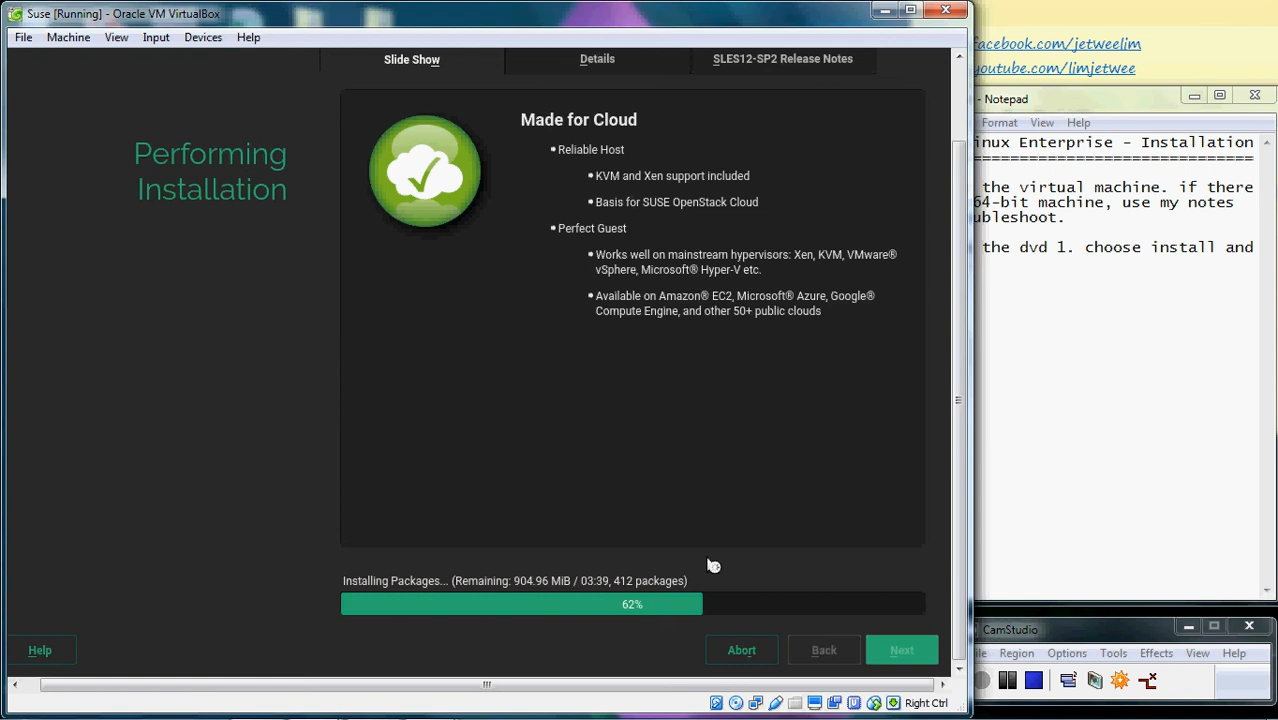 Suse [Running] - Oracle VM VirtualBox
File Machine View Input Devices Help
Slide Show Details SLES12-SP2 Release Notes
Performing
Installation
Made for Cloud
Reliable Host
KVM and Xen support included
Basis for SUSE OpenStack Cloud
Perfect Guest
Works well on mainstream hypervisors: Xen, KVM, VMware®
vSphere, Microsoft® Hyper-V etc.
Available on Amazon® EC2, Microsoft® Azure, Google®
Compute Engine, and other 50+ public clouds
Installing Packages... (Remaining: 904.96 MiB / 03:39, 412 packages)
62%
Help Abort Back Next
Right Ctrl
facebook.com/jetweelim
youtube.com/limjetwee
- Notepad
Format View Help
inux Enterprise - Installation
==============================
the virtual machine. if there
64-bit machine, use my notes
ubleshoot.
the dvd 1. choose install and
CamStudio
ile Region Options Tools Effects View Help